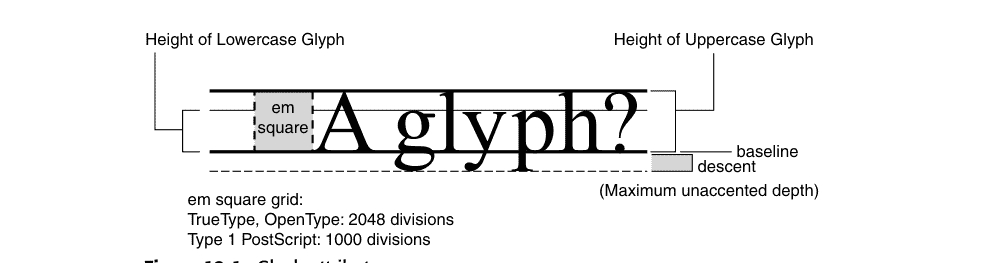 Height of Lowercase Glyph
Height of Uppercase Glyph
em
square
A glyph?
baseline
descent
(Maximum unaccented depth)
em square grid:
TrueType, OpenType: 2048 divisions
Type 1 PostScript: 1000 divisions